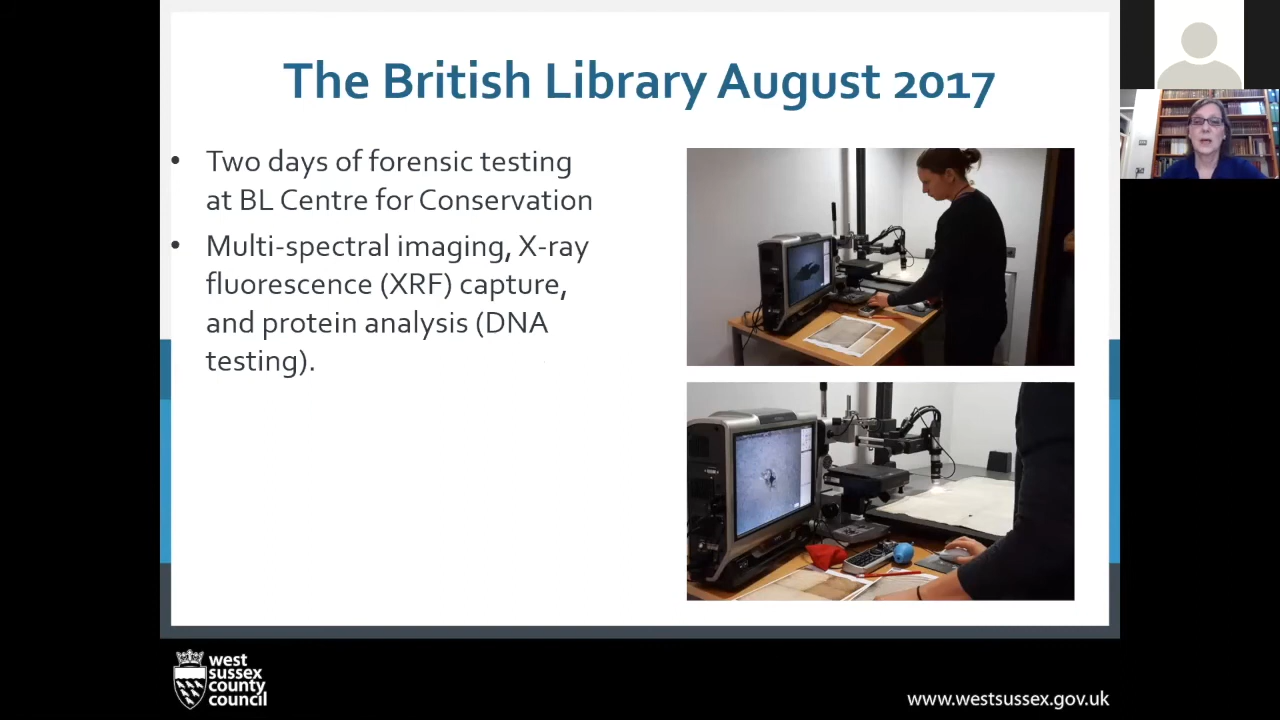 The British Library August 2017
• Two days of forensic testing
at BL Centre for Conservation
• Multi-spectral imaging, X-ray
fluorescence (XRF) capture,
and protein analysis (DNA
testing).
west
sussex
county
council
www.westsussex.gov.uk